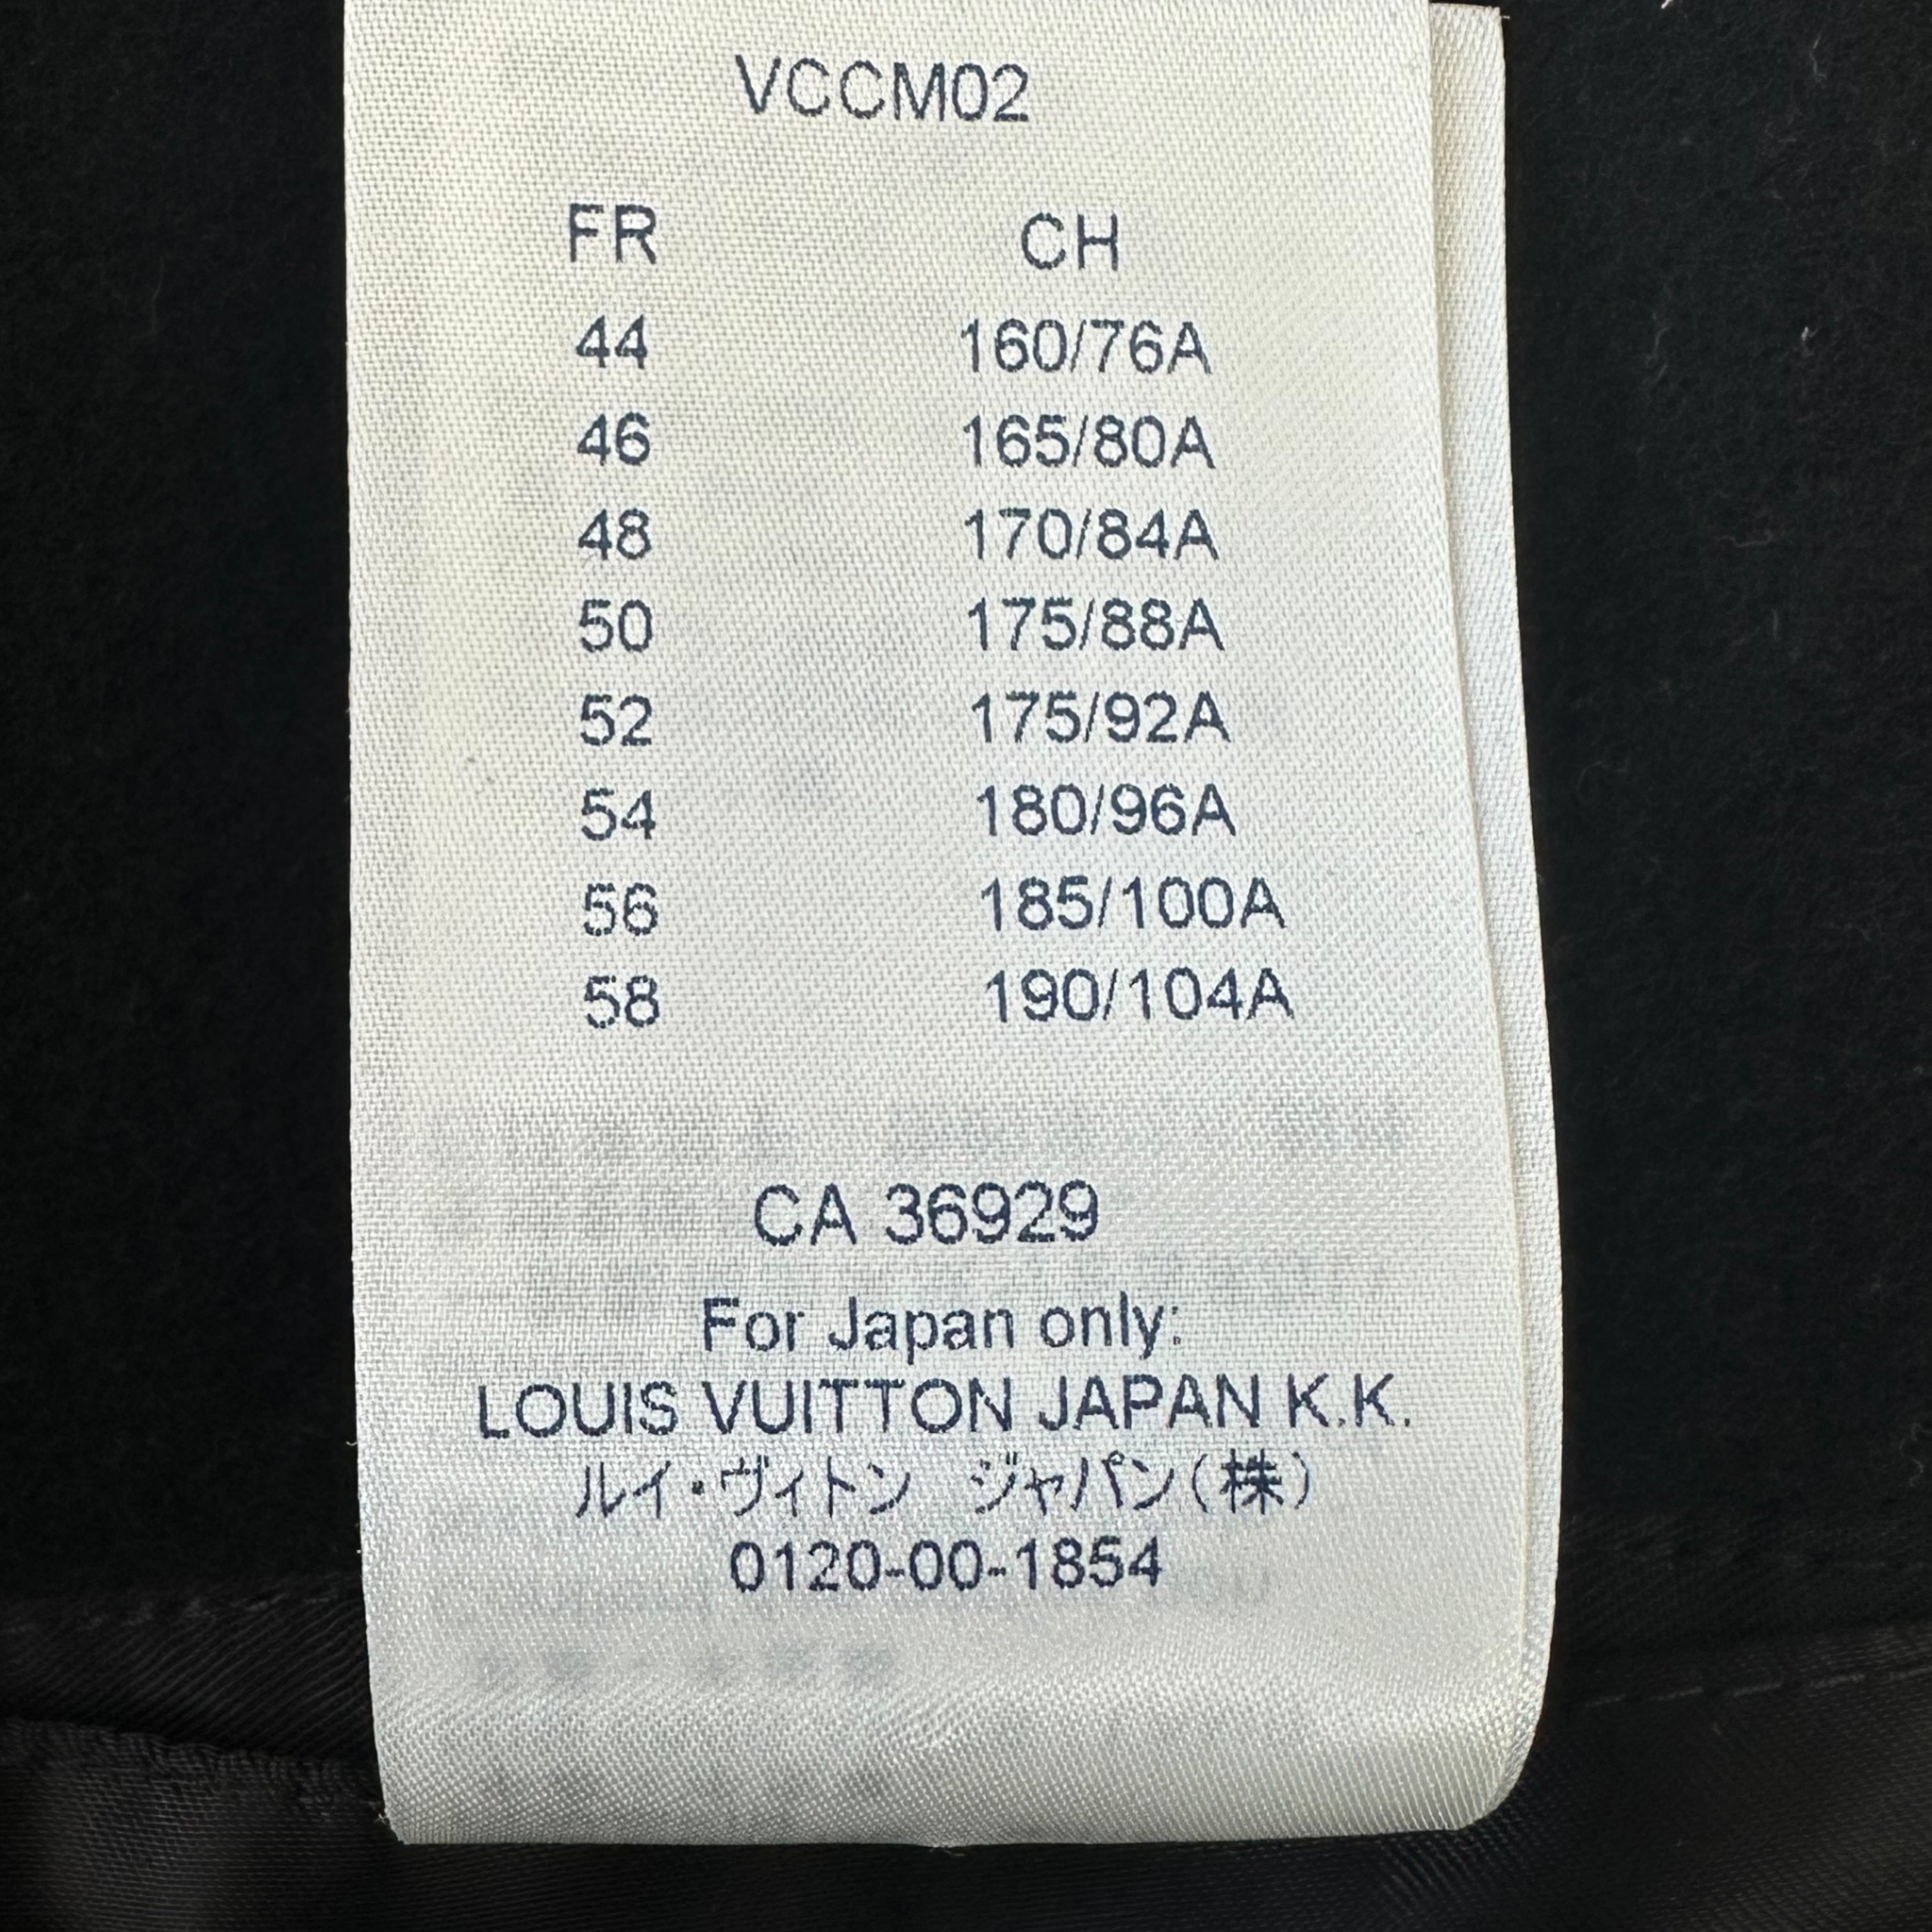 VCCM02
FR CH
44 160/76A
46 165/80A
48 170/84A
50 175/88A
52 175/92A
54 180/96A
56 185/100A
58 190/104A
CA 36929
For Japan only:
LOUIS VUITTON JAPAN K.K.
ルイ・ヴィトン　ジャパン(株)
0120-00-1854